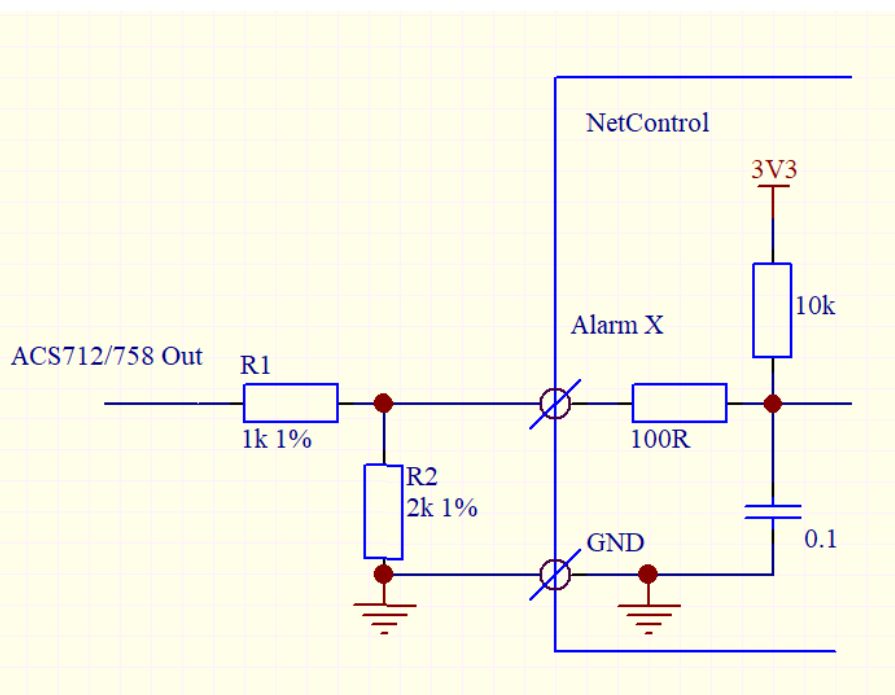 NetControl
3V3
10k
Alarm X
ACS712/758 Out
R1
1k 1%
100R
R2
2k 1%
GND
0.1